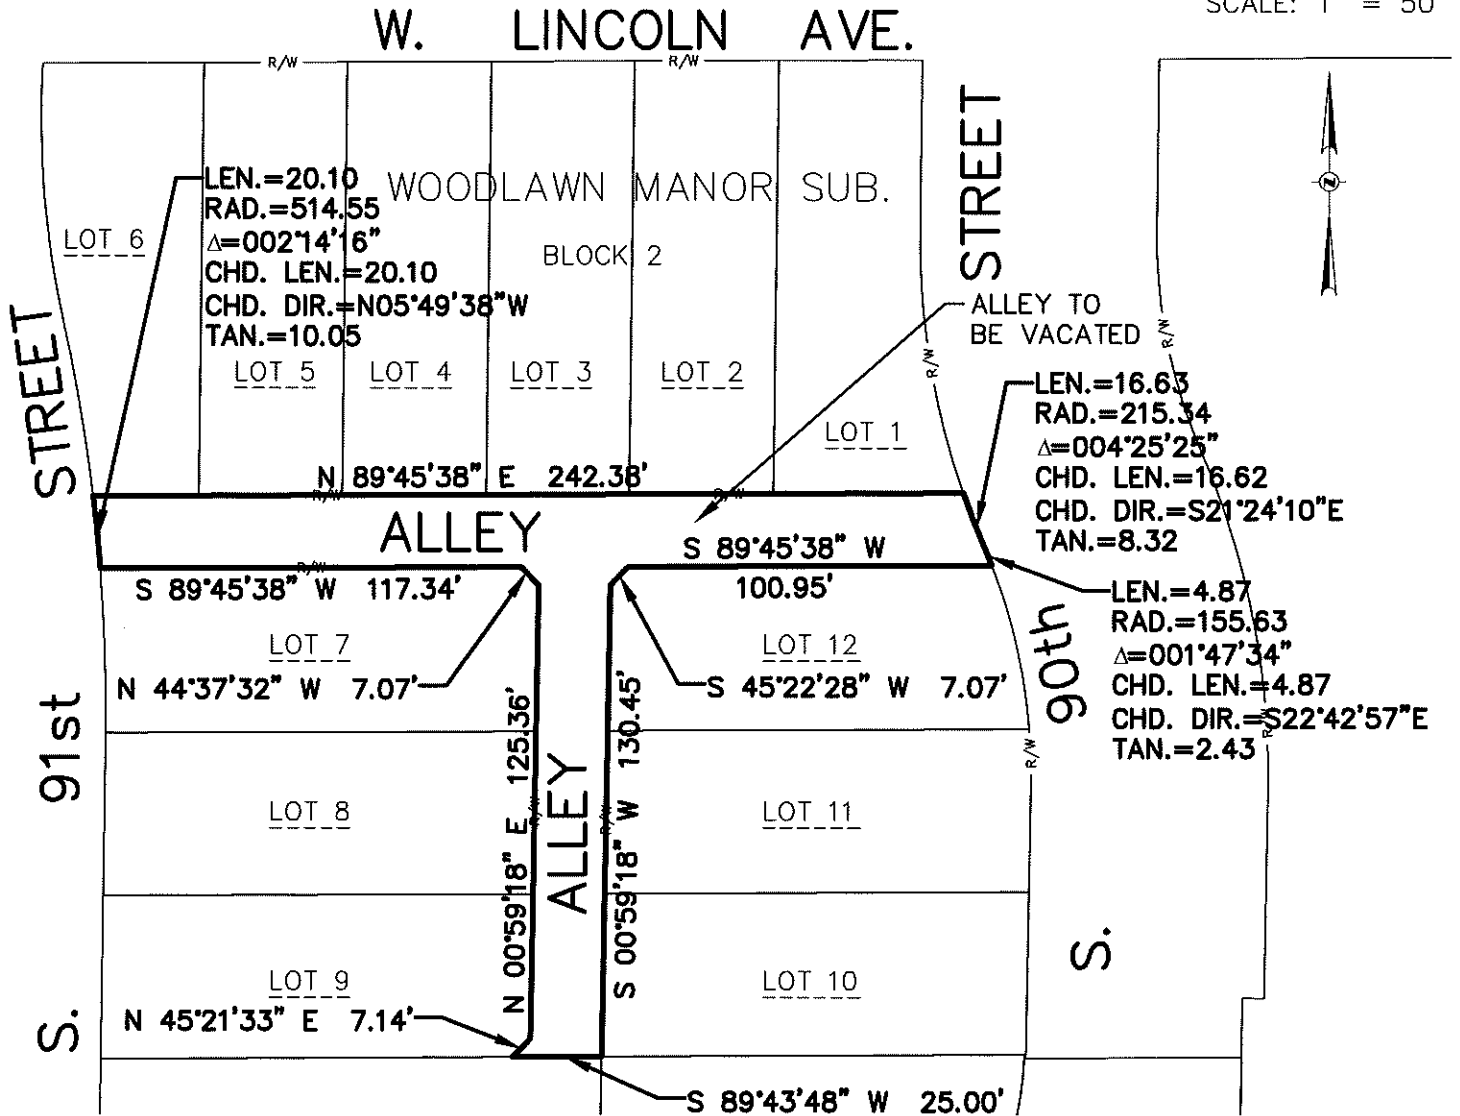 SCALE: 1" = 50'
W. LINCOLN AVE.
R/W
R/W
STREET
LEN.=20.10
RAD.=514.55
Δ=002°14'16"
CHD. LEN.=20.10
CHD. DIR.=N05°49'38"W
TAN.=10.05
WOODLAWN MANOR SUB.
BLOCK 2
LOT 6
LOT 5
LOT 4
LOT 3
LOT 2
LOT 1
ALLEY TO
BE VACATED
R/W
R/W
Z
STREET
LEN.=16.63
RAD.=215.34
Δ=004°25'25"
CHD. LEN.=16.62
CHD. DIR.=S21°24'10"E
TAN.=8.32
N 89°45'38" E 242.38'
R/W
R/W
ALLEY
S 89°45'38" W
100.95'
R/W
S 89°45'38" W 117.34'
LEN.=4.87
RAD.=155.63
Δ=001°47'34"
CHD. LEN.=4.87
CHD. DIR.=S22°42'57"E
TAN.=2.43
LOT 7
LOT 12
N 44°37'32" W 7.07'
S 45°22'28" W 7.07'
90th
91st
R/W
R/W
N 00°59'18" E 125.36'
R/W
ALLEY
S 00°59'18" W 130.45'
R/W
LOT 8
LOT 11
LOT 9
LOT 10
S.
S.
N 45°21'33" E 7.14'
S 89°43'48" W 25.00'